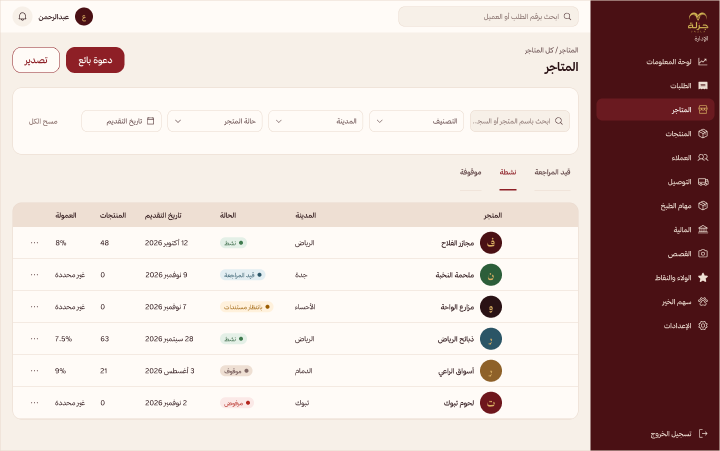 جزلة
الإدارة
لوحة المعلومات
الطلبات
المتاجر
المنتجات
العملاء
التوصيل
مهام الطبخ
المالية
القصص
الولاء والنقاط
سهم الخير
الإعدادات
تسجيل الخروج
ابحث برقم الطلب أو العميل
عبدالرحمن
ع
المتاجر / كل المتاجر
المتاجر
دعوة بائع
تصدير
ابحث باسم المتجر أو السجـ...
التصنيف
المدينة
حالة المتجر
تاريخ التقديم
مسح الكل
قيد المراجعة
نشطة
موقوفة
المتجر المدينة الحالة تاريخ التقديم المنتجات العمولة
ف مجازر الفلاح الرياض نشط 12 أكتوبر 2026 48 8% ...
ن ملحمة النخبة جدة قيد المراجعة 9 نوفمبر 2026 0 غير محددة ...
و مزارع الواحة الأحساء بانتظار مستندات 7 نوفمبر 2026 0 غير محددة ...
ر ذبائح الرياض الرياض نشط 28 سبتمبر 2026 63 7.5% ...
ر أسواق الراعي الدمام موقوف 3 أغسطس 2026 21 9% ...
ت لحوم تبوك تبوك مرفوض 2 نوفمبر 2026 0 غير محددة ...